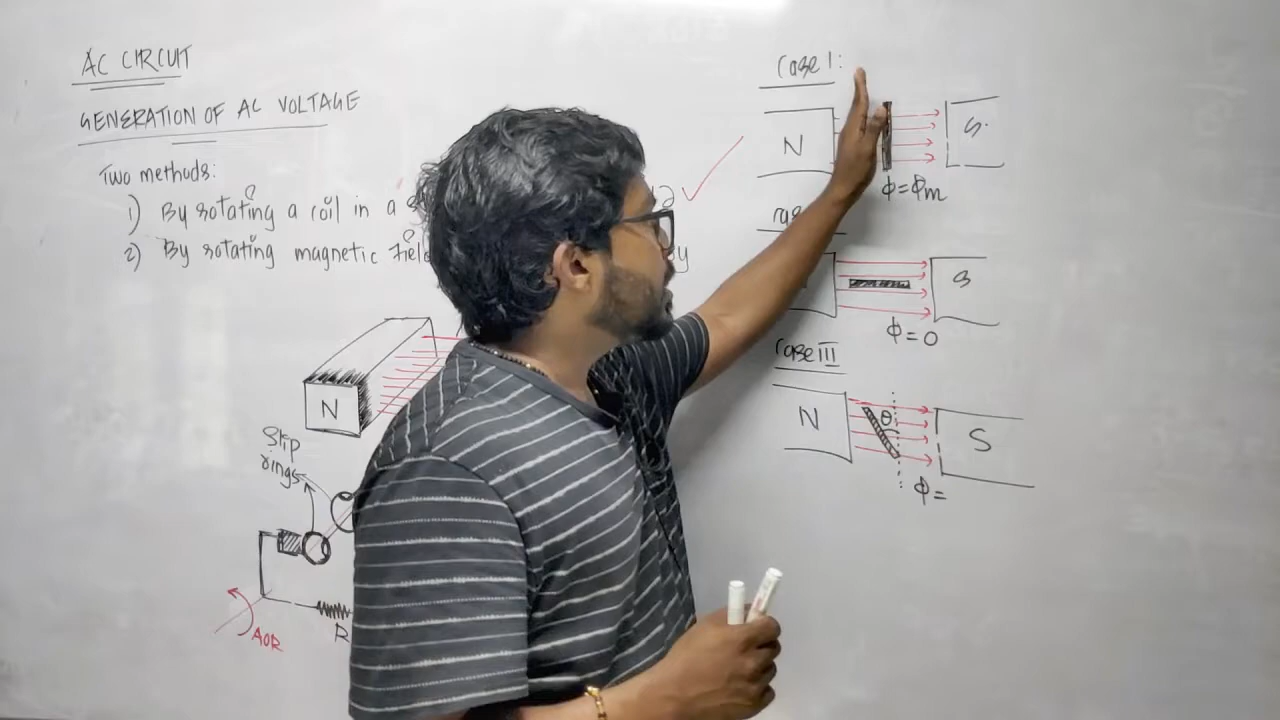 AC CIRCUIT
GENERATION OF AC VOLTAGE
Two methods:
1) By rotating a coil in a
2) By rotating magnetic field
N
Slip
rings
R
AOR
Case I:
N
S
ϕ=ϕm
S
ϕ=0
Case III
N
θ
S
ϕ=